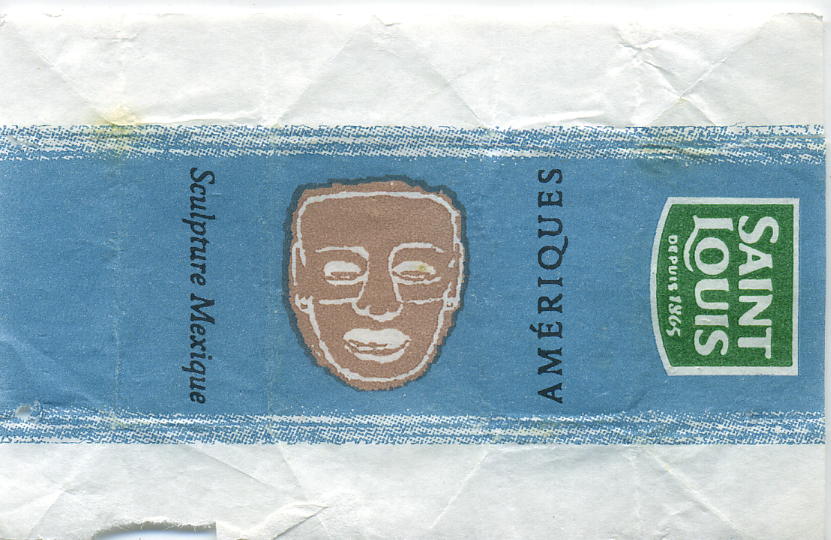 Sculpture Mexique
AMÉRIQUES
SAINT
LOUIS
DEPUIS 1865